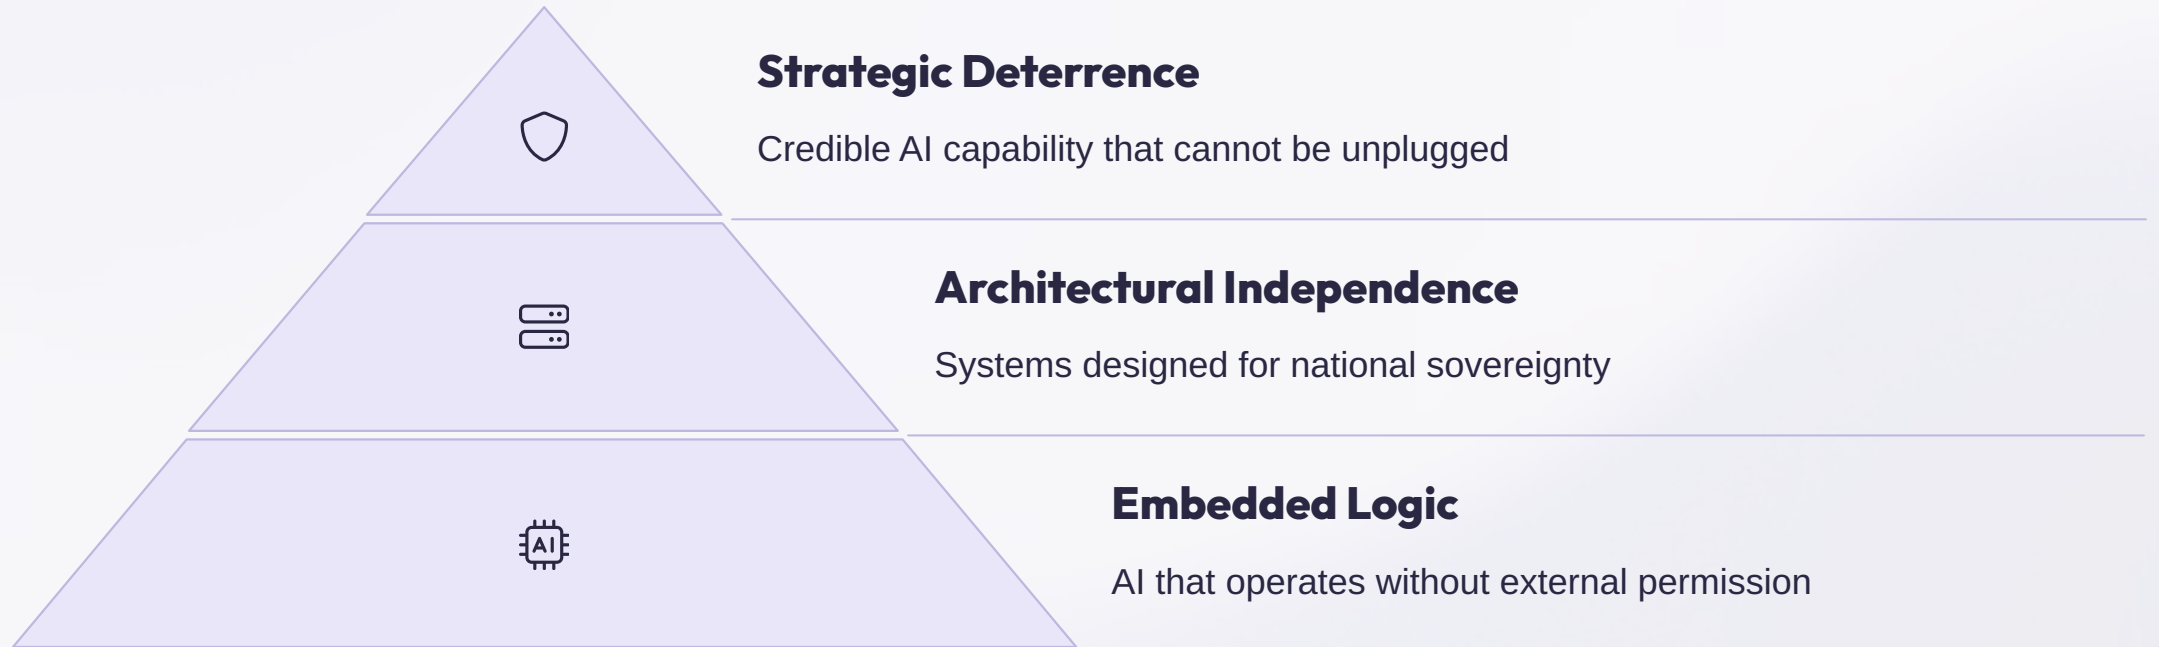 Strategic Deterrence
Credible AI capability that cannot be unplugged
Architectural Independence
Systems designed for national sovereignty
Embedded Logic
AI
AI that operates without external permission